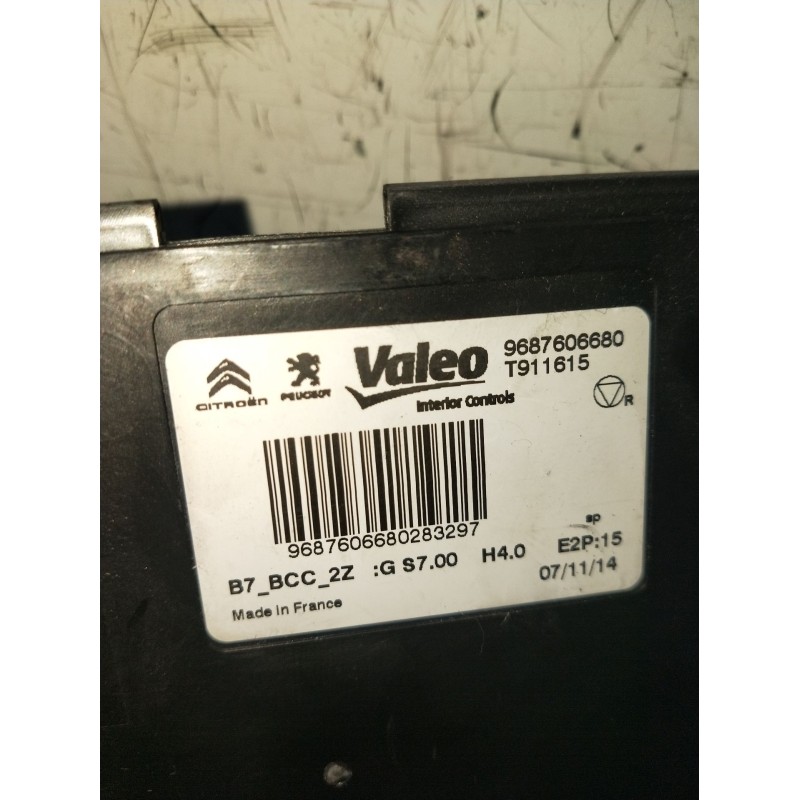 CITROËN PEUGEOT Valeo 9687606680
T911615
Interior Controls
R
9687606680283297
sp
B7_BCC_2Z :G S7.00 H4.0 E2P:15
Made in France 07/11/14